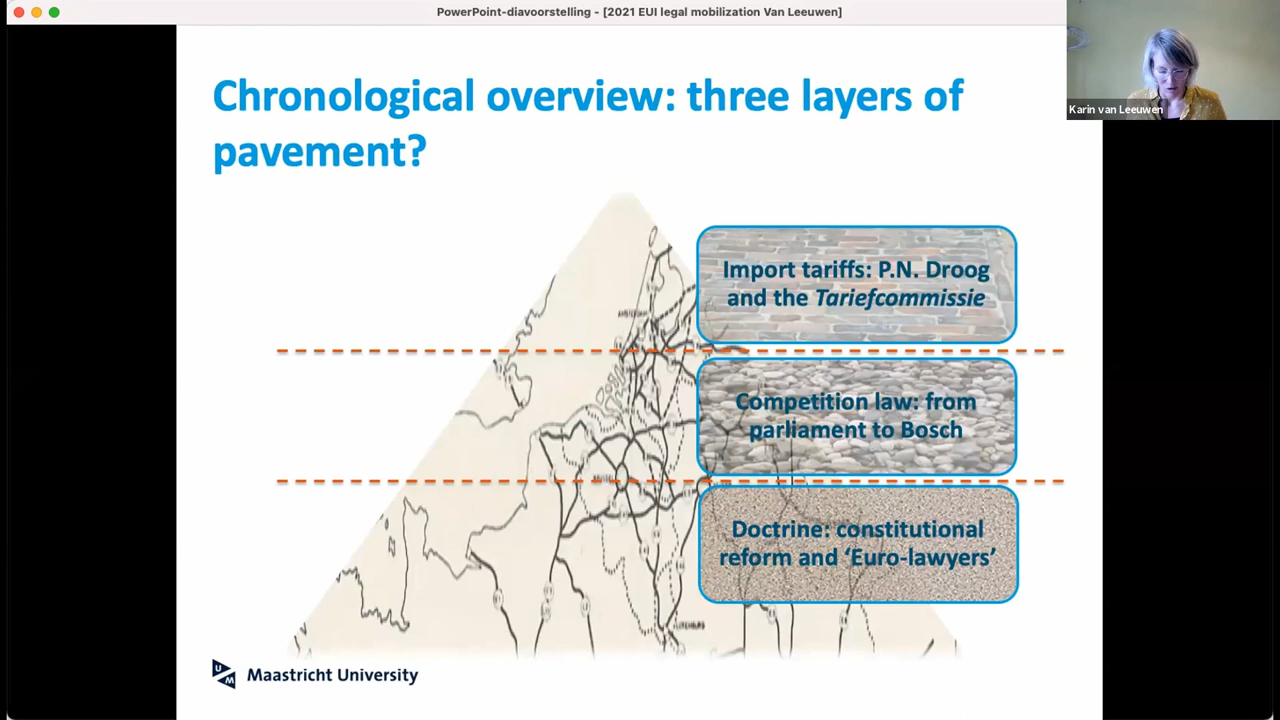 PowerPoint-diavoorstelling - [2021 EUI legal mobilization Van Leeuwen]
Karin van Leeuwen
Chronological overview: three layers of
pavement?
Import tariffs: P.N. Droog
and the Tariefcommissie
Competition law: from
parliament to Bosch
Doctrine: constitutional
reform and ‘Euro-lawyers’
Maastricht University